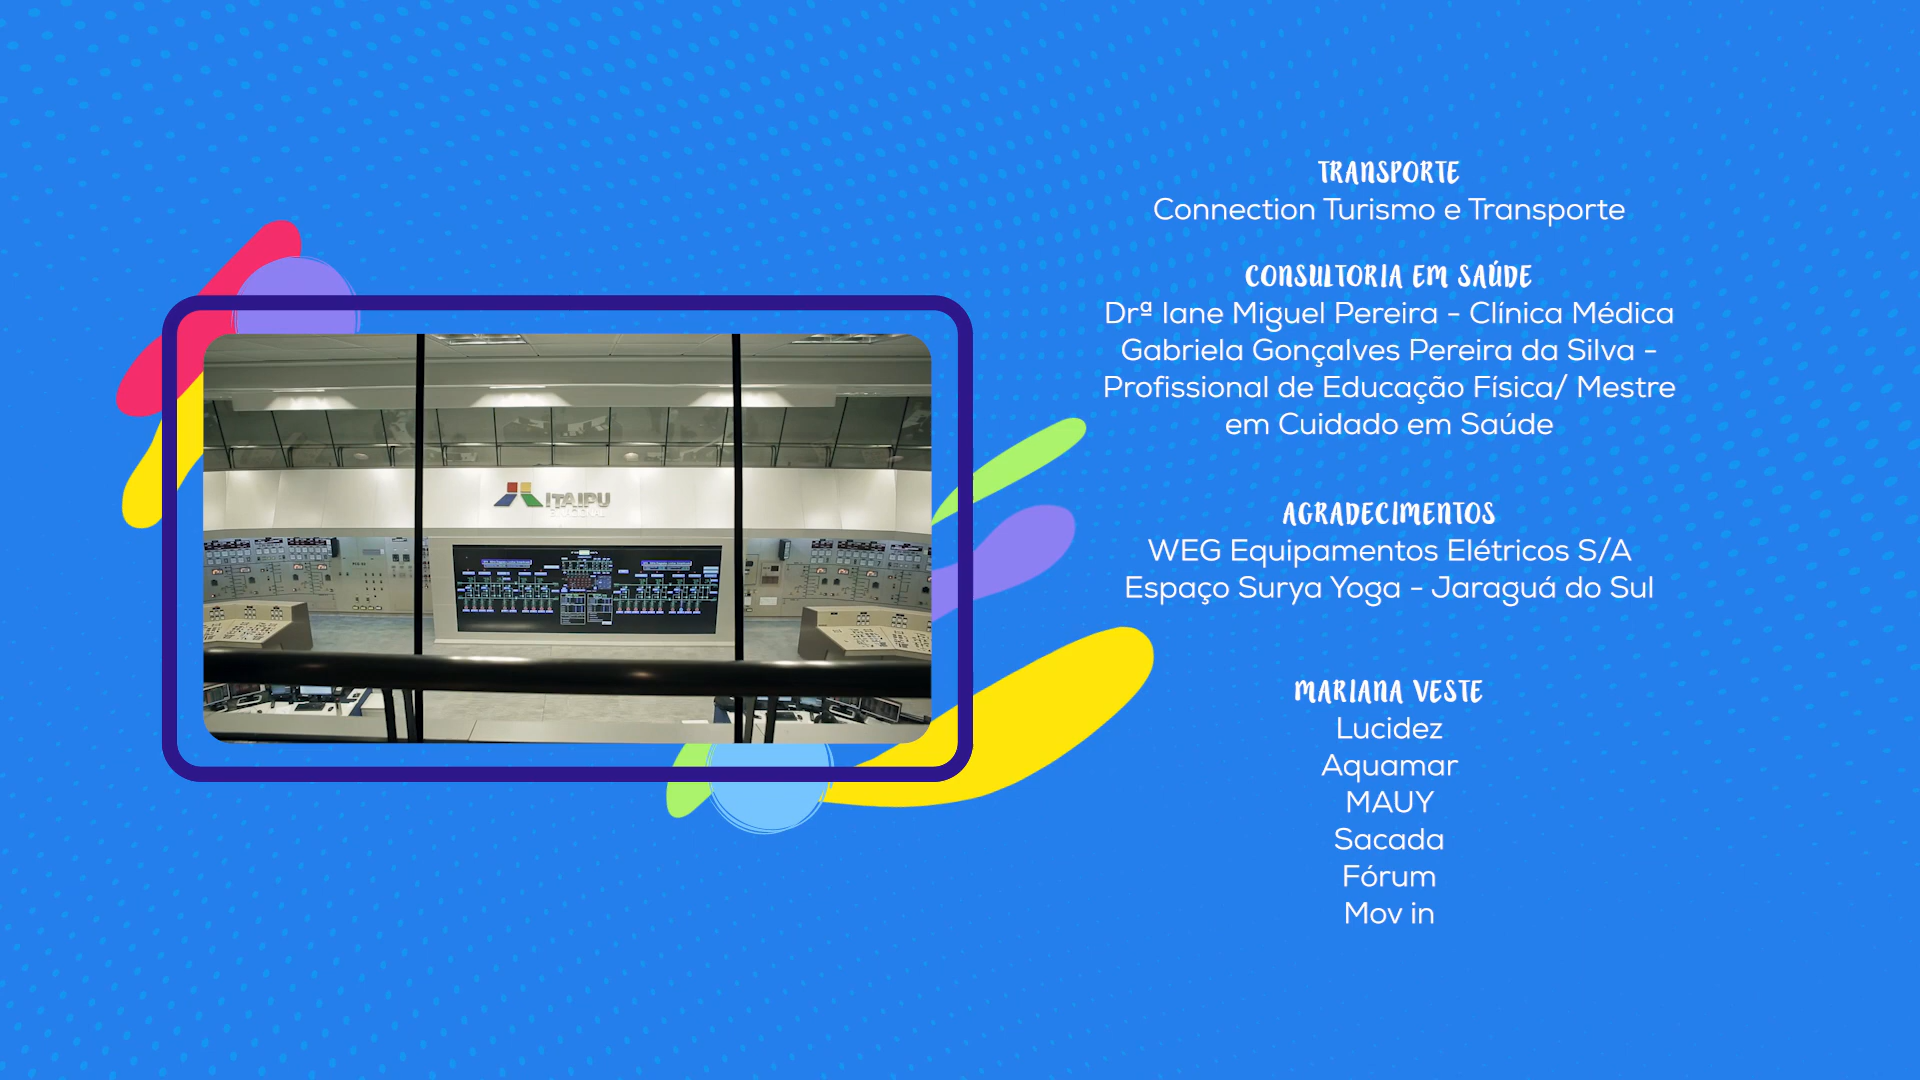 TRANSPORTE
Connection Turismo e Transporte
CONSULTORIA EM SAÚDE
Drª Iane Miguel Pereira - Clínica Médica
Gabriela Gonçalves Pereira da Silva -
Profissional de Educação Física/ Mestre
em Cuidado em Saúde
AGRADECIMENTOS
WEG Equipamentos Elétricos S/A
Espaço Surya Yoga - Jaraguá do Sul
MARIANA VESTE
Lucidez
Aquamar
MAUY
Sacada
Fórum
Mov in
ITAIPU